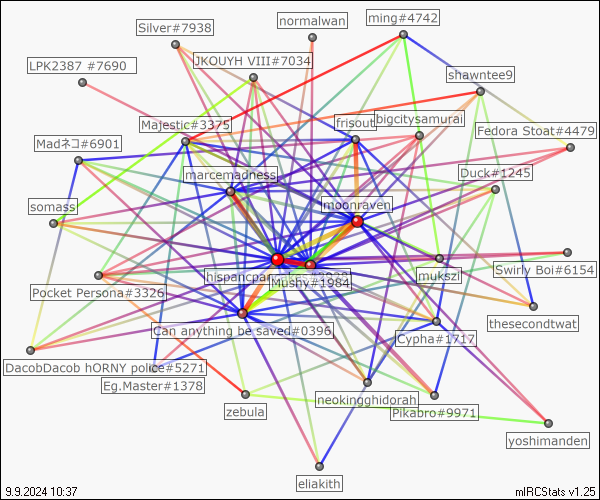 Silver#7938
normalwan
ming#4742
LPK2387 #7690
JKOUYH VIII#7034
shawntee9
Majestic#3375
frisout
bigcitysamurai
Fedora Stoat#4479
Madネコ#6901
marcemadness
Duck#1245
somass
moonraven
hispanicpan
Mushy#1984
mukszi
Swirly Boi#6154
Pocket Persona#3326
thesecondtwat
Can anything be saved#0396
Cypha#1717
DacobDacob hORNY police#5271
Eg.Master#1378
neokingghidorah
zebula
Pikabro#9971
yoshimanden
eliakith
9.9.2024 10:37
mIRCStats v1.25